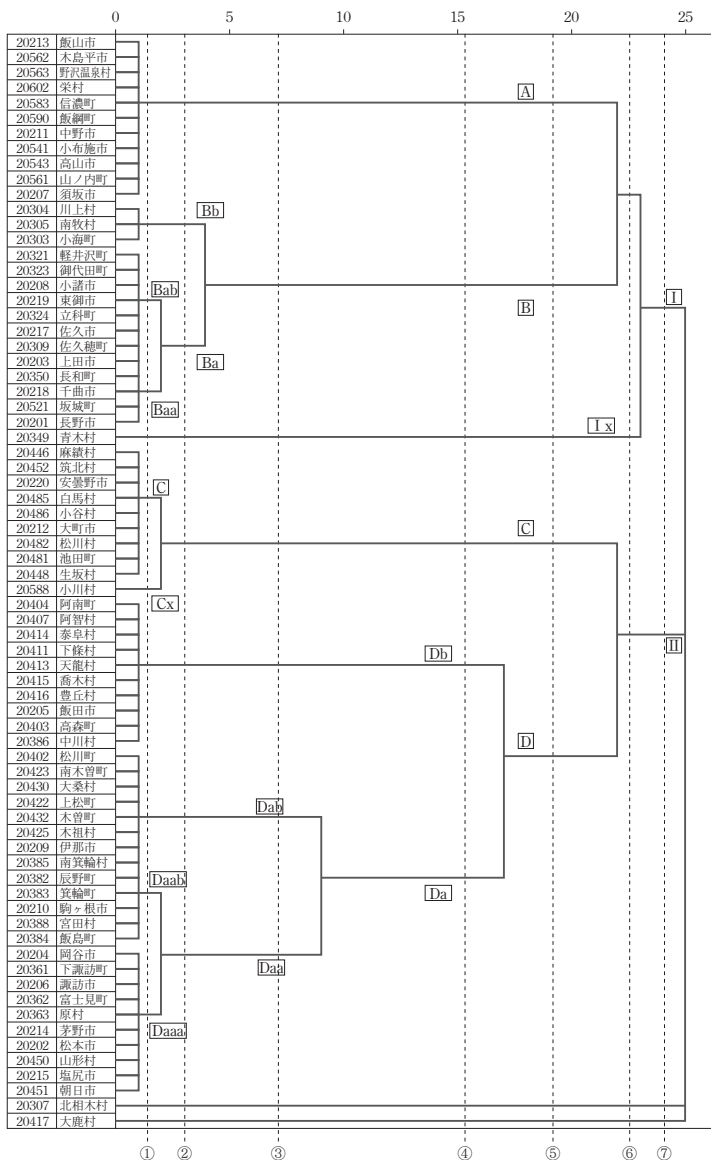 0 5 10 15 20 25
20213 飯山市
20562 木島平市
20563 野沢温泉村
20602 栄村
20583 信濃町 A
20590 飯綱町
20211 中野市
20541 小布施市
20543 高山市
20561 山ノ内町
20207 須坂市
20304 川上村 Bb
20305 南牧村
20303 小海町
20321 軽井沢町
20323 御代田町
20208 小諸市 Bab
20219 東御市 B I
20324 立科町
20217 佐久市
20309 佐久穂町 Ba
20203 上田市
20350 長和町
20218 千曲市
20521 坂城町 Baa
20201 長野市 Ix
20349 青木村
20446 麻績村
20452 筑北村
20220 安曇野市 C
20485 白馬村
20486 小谷村
20212 大町市 C
20482 松川村
20481 池田町
20448 生坂村
20588 小川村
20404 阿南町 Cx
20407 阿智村
20414 泰阜村
20411 下條村 Db II
20413 天龍村
20415 喬木村
20416 豊丘村
20205 飯田市
20403 高森町
20386 中川村 D
20402 松川町
20423 南木曽町
20430 大桑村
20422 上松町 Dab
20432 木曽町
20425 木祖村
20209 伊那市
20385 南箕輪村
20382 辰野町 Daab
20383 箕輪町 Da
20210 駒ヶ根市
20388 宮田村
20384 飯島町
20204 岡谷市
20361 下諏訪町 Daa
20206 諏訪市
20362 富士見町
20363 原村
20214 茅野市 Daaa
20202 松本市
20450 山形村
20215 塩尻市
20451 朝日市
20307 北相木村
20417 大鹿村
① ② ③ ④ ⑤ ⑥ ⑦